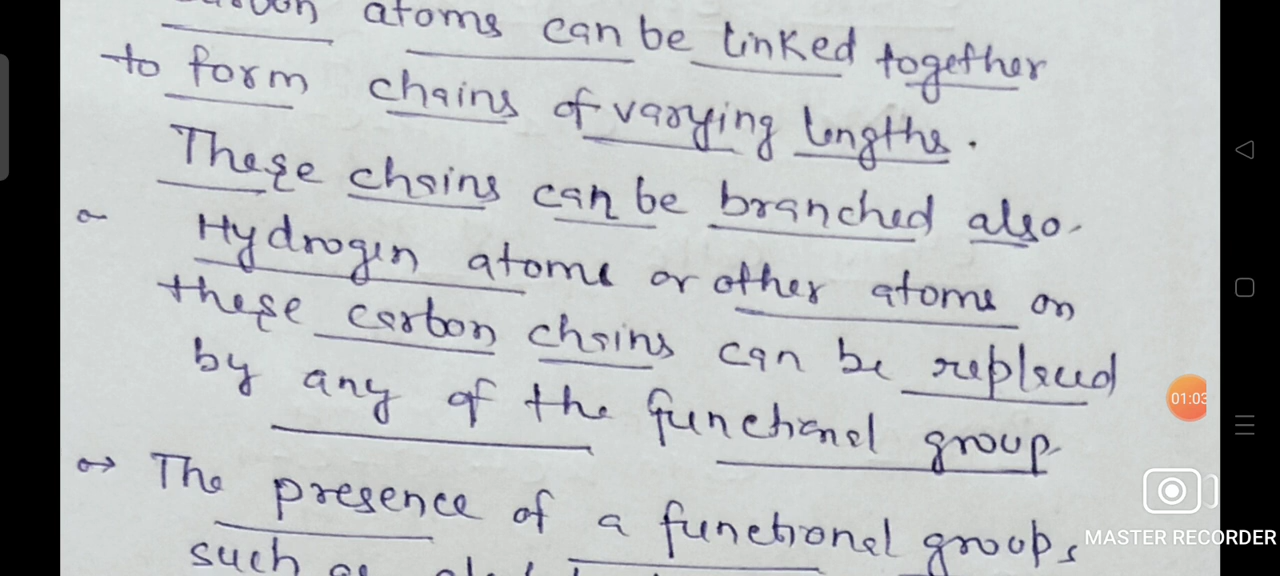 atoms can be linked together
to form chains of varying lengths.
These chains can be branched also.
Hydrogen atoms or other atoms on
these carbon chains can be replaced
by any of the functional group.
01:03
The presence of a functional groups
MASTER RECORDER
such as